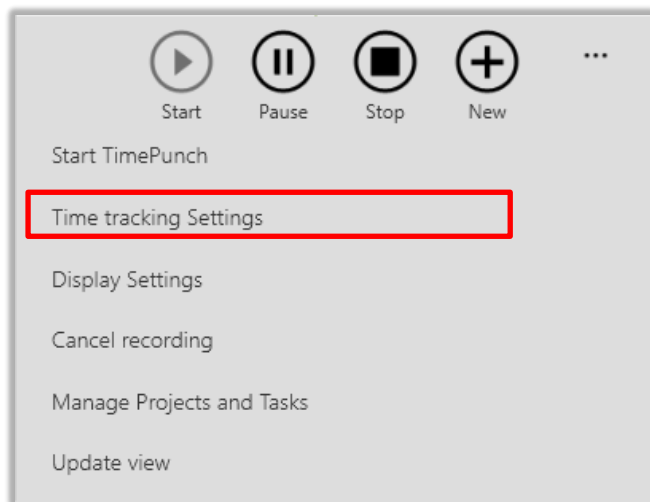 Start Pause Stop New
Start TimePunch
Time tracking Settings
Display Settings
Cancel recording
Manage Projects and Tasks
Update view